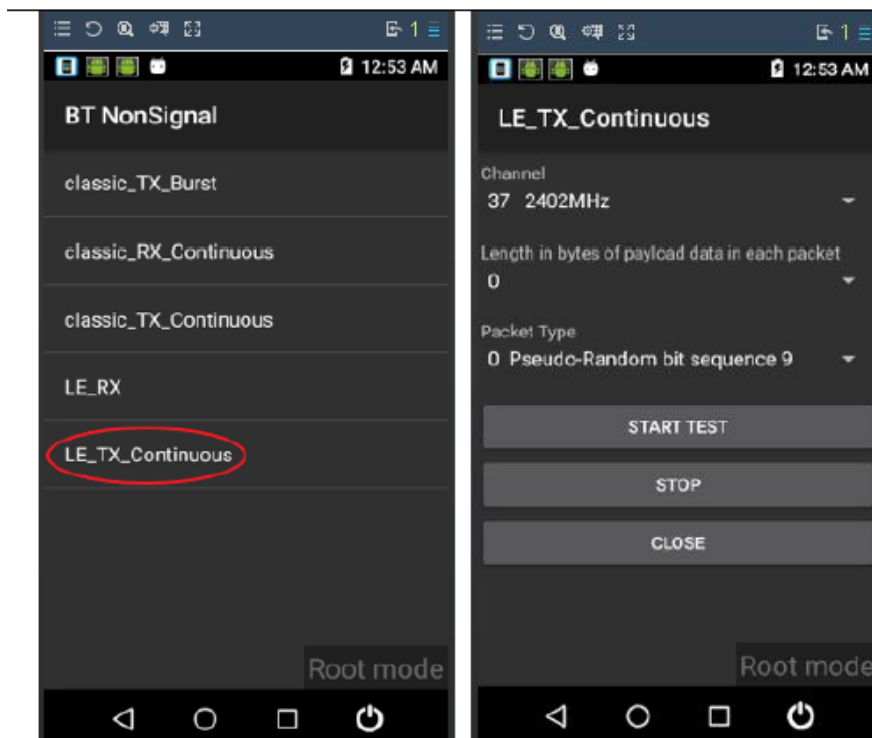 1
12:53 AM
BT NonSignal
classic_TX_Burst
classic_RX_Continuous
classic_TX_Continuous
LE_RX
LE_TX_Continuous
Root mode
1
12:53 AM
LE_TX_Continuous
Channel
37 2402MHz
Length in bytes of payload data in each packet
0
Packet Type
0 Pseudo-Random bit sequence 9
START TEST
STOP
CLOSE
Root mode